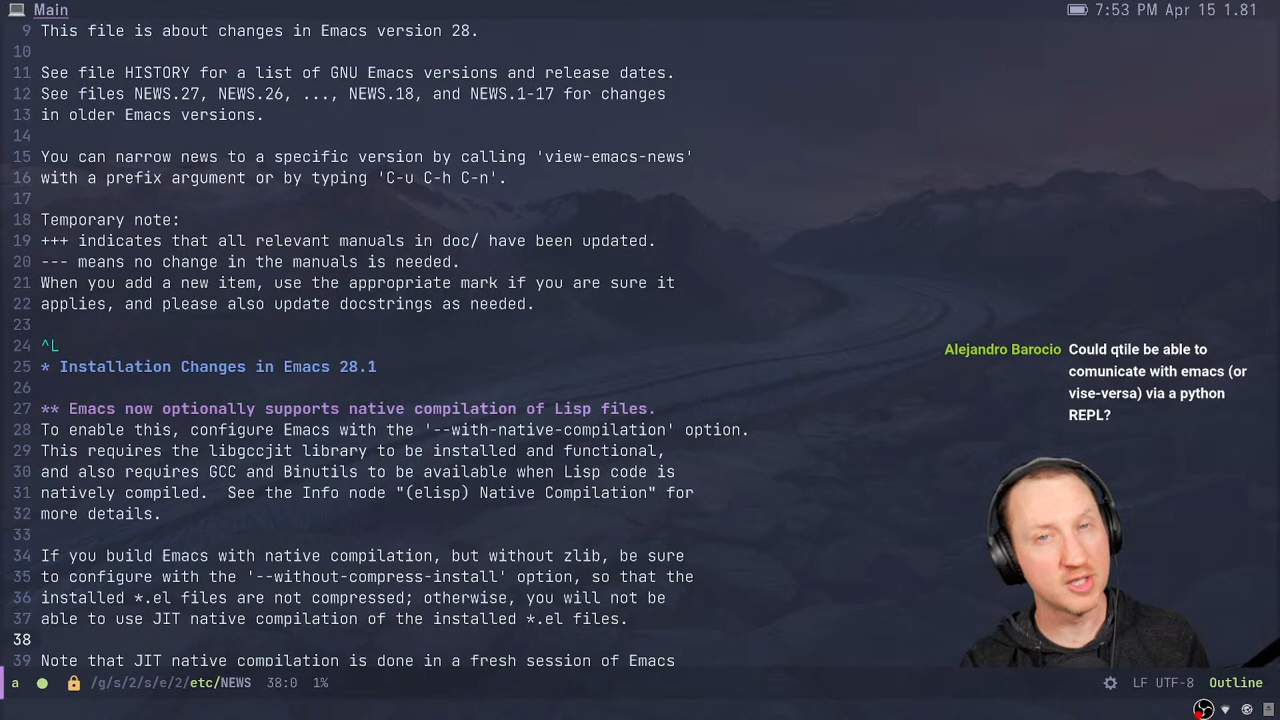 Main
7:53 PM Apr 15 1.81
9 This file is about changes in Emacs version 28.
10
11 See file HISTORY for a list of GNU Emacs versions and release dates.
12 See files NEWS.27, NEWS.26, ..., NEWS.18, and NEWS.1-17 for changes
13 in older Emacs versions.
14
15 You can narrow news to a specific version by calling 'view-emacs-news'
16 with a prefix argument or by typing 'C-u C-h C-n'.
17
18 Temporary note:
19 +++ indicates that all relevant manuals in doc/ have been updated.
20 --- means no change in the manuals is needed.
21 When you add a new item, use the appropriate mark if you are sure it
22 applies, and please also update docstrings as needed.
23
24 ^L
25 * Installation Changes in Emacs 28.1
26
27 ** Emacs now optionally supports native compilation of Lisp files.
28 To enable this, configure Emacs with the '--with-native-compilation' option.
29 This requires the libgccjit library to be installed and functional,
30 and also requires GCC and Binutils to be available when Lisp code is
31 natively compiled.  See the Info node "(elisp) Native Compilation" for
32 more details.
33
34 If you build Emacs with native compilation, but without zlib, be sure
35 to configure with the '--without-compress-install' option, so that the
36 installed *.el files are not compressed; otherwise, you will not be
37 able to use JIT native compilation of the installed *.el files.
38
39 Note that JIT native compilation is done in a fresh session of Emacs
Alejandro Barocio Could qtile be able to
comunicate with emacs (or
vise-versa) via a python
REPL?
a /g/s/2/s/e/2/etc/NEWS 38:0 1%
LF UTF-8 Outline